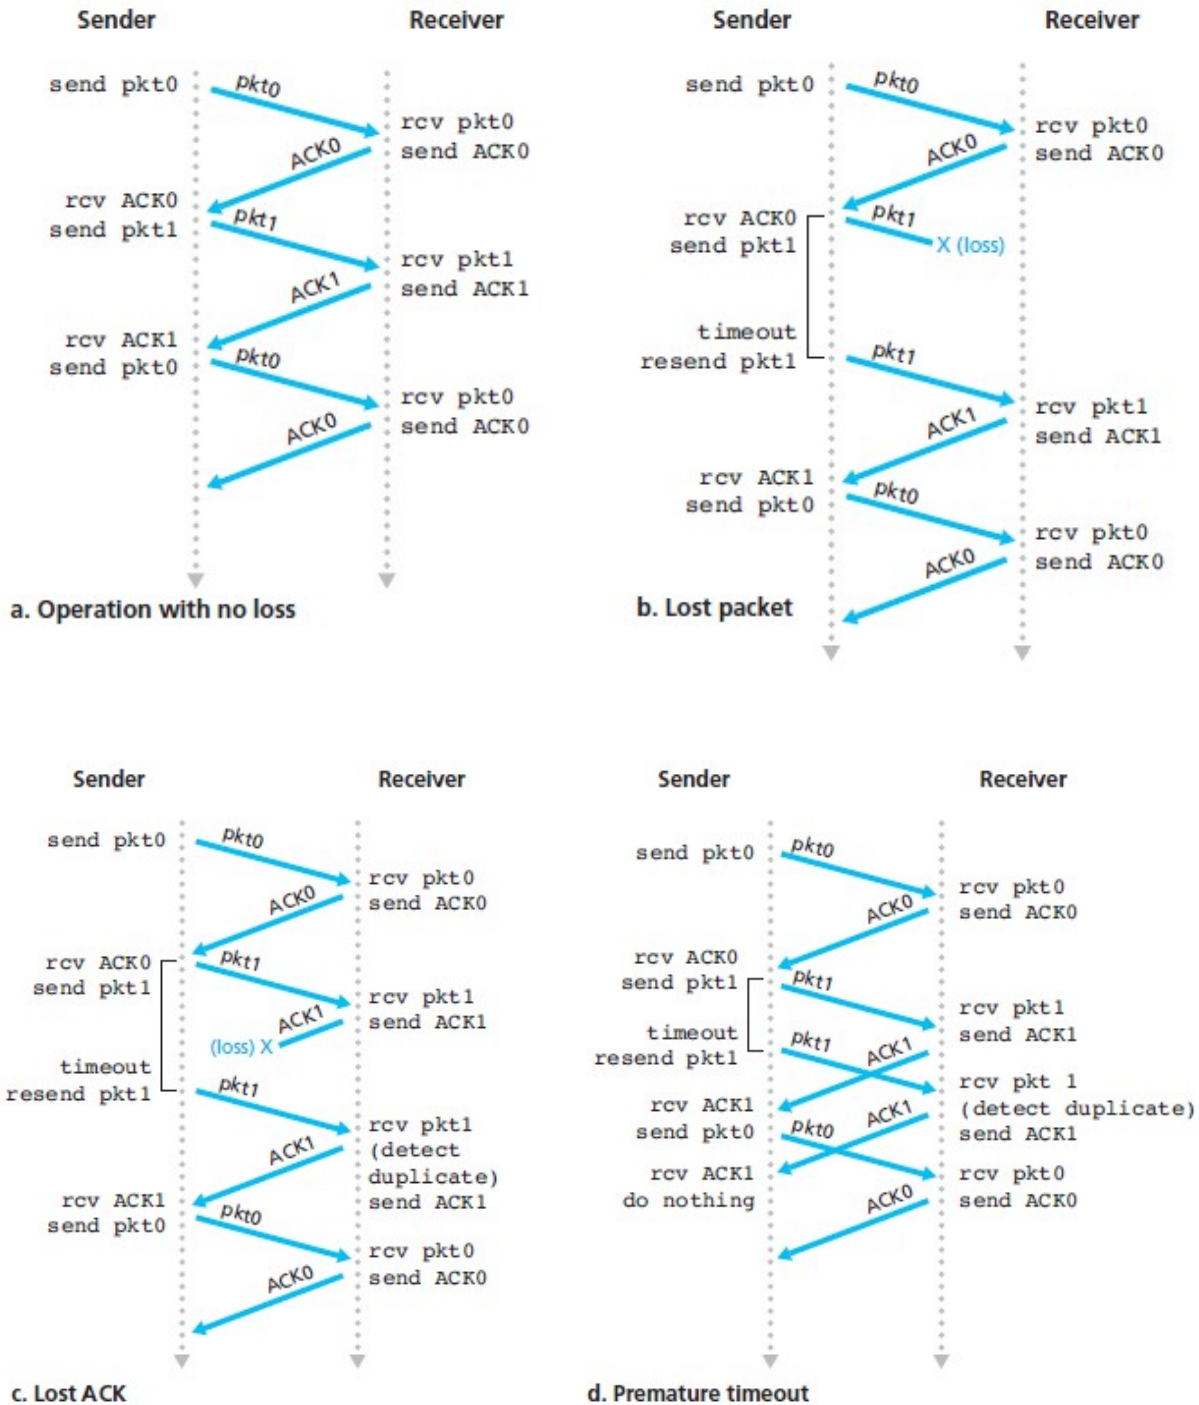 Sender
Receiver
send pkt0
pkt0
rcv pkt0
send ACK0
ACK0
rcv ACK0
send pkt1
pkt1
rcv pkt1
send ACK1
ACK1
rcv ACK1
send pkt0
pkt0
rcv pkt0
send ACK0
ACK0
a. Operation with no loss
Sender
Receiver
send pkt0
pkt0
rcv pkt0
send ACK0
ACK0
rcv ACK0
send pkt1
pkt1
X (loss)
timeout
resend pkt1
pkt1
rcv pkt1
send ACK1
ACK1
rcv ACK1
send pkt0
pkt0
rcv pkt0
send ACK0
ACK0
b. Lost packet
Sender
Receiver
send pkt0
pkt0
rcv pkt0
send ACK0
ACK0
rcv ACK0
send pkt1
pkt1
rcv pkt1
send ACK1
ACK1
(loss) X
timeout
resend pkt1
pkt1
rcv pkt1
(detect
duplicate)
send ACK1
ACK1
rcv ACK1
send pkt0
pkt0
rcv pkt0
send ACK0
ACK0
c. Lost ACK
Sender
Receiver
send pkt0
pkt0
rcv pkt0
send ACK0
ACK0
rcv ACK0
send pkt1
pkt1
rcv pkt1
send ACK1
timeout
resend pkt1
pkt1
ACK1
rcv pkt 1
(detect duplicate)
send ACK1
rcv ACK1
send pkt0
pkt0
ACK1
rcv ACK1
do nothing
rcv pkt0
send ACK0
ACK0
d. Premature timeout